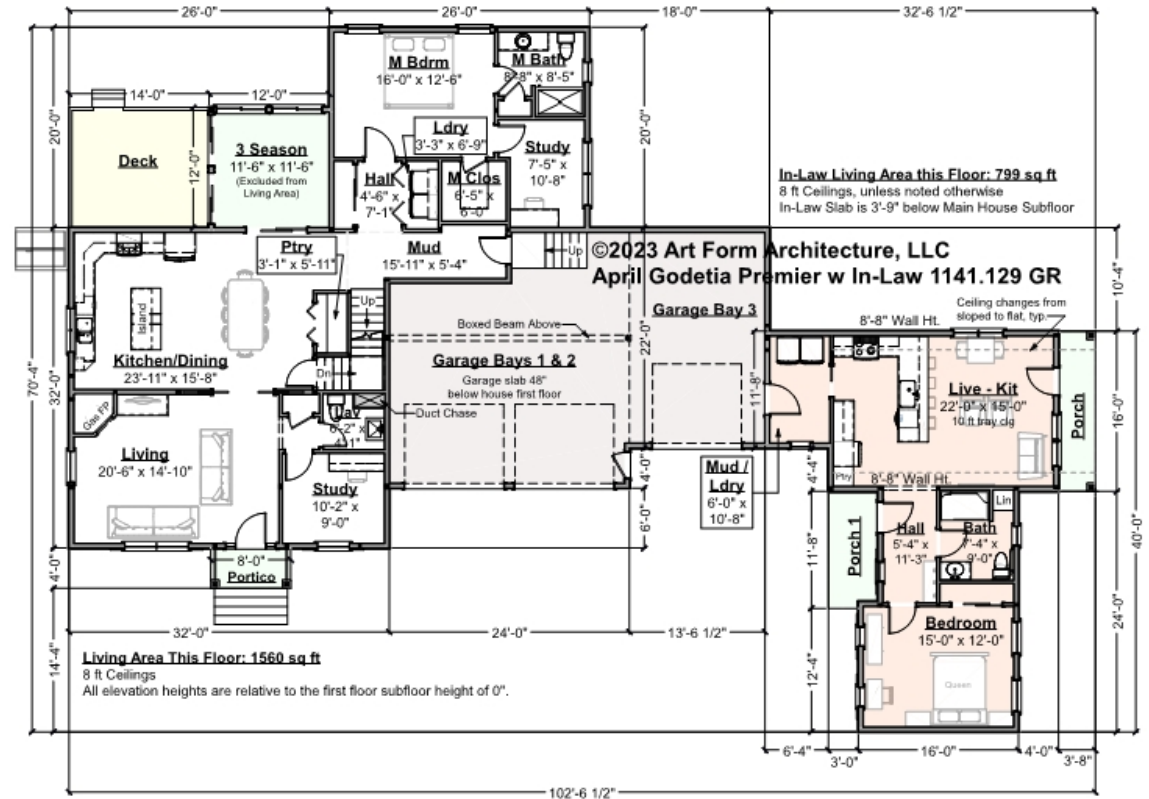 26'-0"
26'-0"
18'-0"
32'-6 1/2"
M Bdrm
16'-0" x 12'-6"
M Bath
8'-8" x 8'-5"
14'-0"
12'-0"
20'-0"
20'-0"
Ldry
3'-3" x 6'-9"
Deck
12'-0"
3 Season
11'-6" x 11'-6"
(Excluded from
Living Area)
Study
7'-5" x
10'-8"
Hall
4'-6" x
7'-1"
M Clos
6'-5" x
6'-0"
In-Law Living Area this Floor: 799 sq ft
8 ft Ceilings, unless noted otherwise
In-Law Slab is 3'-9" below Main House Subfloor
Ptry
3'-1" x 5'-11"
Mud
15'-11" x 5'-4"
Up
©2023 Art Form Architecture, LLC
April Godetia Premier w In-Law 1141.129 GR
10'-4"
Island
Up
Boxed Beam Above
22'-0"
Garage Bay 3
Ceiling changes from
sloped to flat, typ.
8'-8" Wall Ht.
Kitchen/Dining
23'-11" x 15'-8"
Dn
Garage Bays 1 & 2
Garage slab 48"
below house first floor
11'-8"
Live - Kit
22'-0" x 15'-0"
10 ft tray clg
Porch
16'-0"
70'-4"
32'-0"
Gas FP
Lav
6'-2" x
4'-1"
Duct Chase
Living
20'-6" x 14'-10"
Study
10'-2" x
9'-0"
4'-0"
6'-0"
Mud /
Ldry
6'-0" x
10'-8"
4'-4"
Ptry
8'-8" Wall Ht.
Lin
Hall
5'-4" x
11'-3"
Bath
7'-4" x
9'-0"
Porch 1
11'-8"
40'-0"
8'-0"
Portico
4'-0"
24'-0"
Bedroom
15'-0" x 12'-0"
Queen
12'-4"
32'-0"
24'-0"
13'-6 1/2"
14'-4"
Living Area This Floor: 1560 sq ft
8 ft Ceilings
All elevation heights are relative to the first floor subfloor height of 0".
6'-4"
3'-0"
16'-0"
4'-0"
3'-8"
102'-6 1/2"